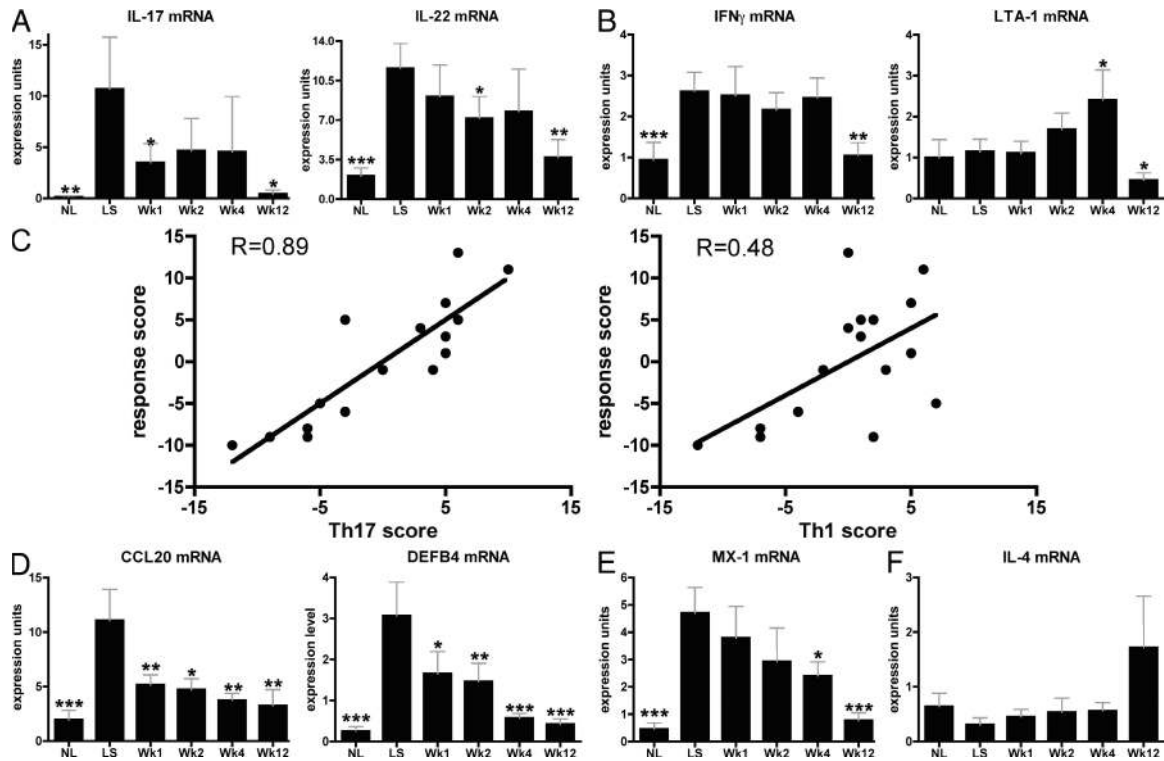 A
IL-17 mRNA
expression units
15
10
5
0
** * *
NL LS Wk1 Wk2 Wk4 Wk12
IL-22 mRNA
expression units
14.0
10.5
7.0
3.5
0.0
*** * **
NL LS Wk1 Wk2 Wk4 Wk12
B
IFNγ mRNA
expression units
4
3
2
1
0
*** **
NL LS Wk1 Wk2 Wk4 Wk12
LTA-1 mRNA
expression units
4
3
2
1
0
* *
NL LS Wk1 Wk2 Wk4 Wk12
C
R=0.89
response score
15
10
5
0
-5
-10
-15
-15 -5 5 15
Th17 score
R=0.48
response score
15
10
5
0
-5
-10
-15
-15 -5 5 15
Th1 score
D
CCL20 mRNA
expression units
15
10
5
0
*** ** * ** **
NL LS Wk1 Wk2 Wk4 Wk12
DEFB4 mRNA
expression level
4
3
2
1
0
*** * ** *** ***
NL LS Wk1 Wk2 Wk4 Wk12
E
MX-1 mRNA
expression units
6
5
4
3
2
1
0
*** * ***
NL LS Wk1 Wk2 Wk4 Wk12
F
IL-4 mRNA
expression units
3
2
1
0
NL LS Wk1 Wk2 Wk4 Wk12